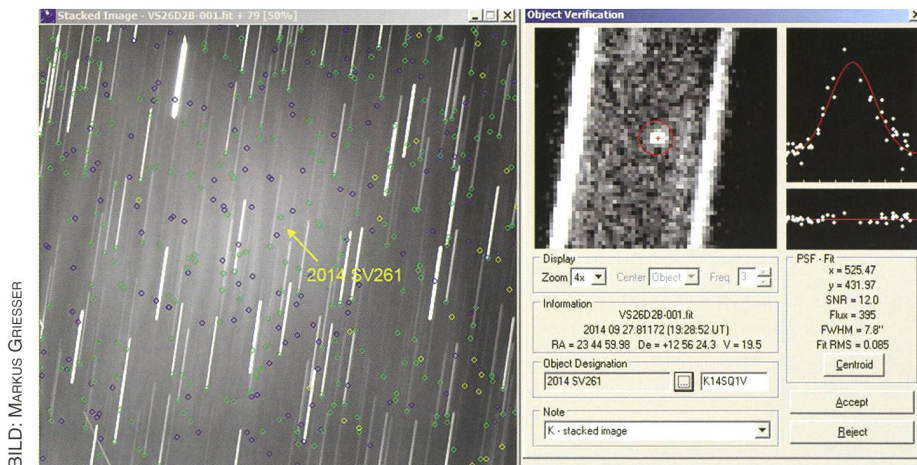 Stacked Image - VS26D2B-001.fit + 79 [50%]
2014 SV261
BILD: MARKUS GRIESSER
Object Verification
Display
Zoom 4x Center Object Freq. 3
Information
VS26D2B-001.fit
2014 09 27.81172 (19:28:52 UT)
RA = 23 44 59.98 De = +12 56 24.3 V = 19.5
Object Designation
2014 SV261 ... K14SQ1V
Note
K - stacked image
PSF - Fit
x = 525.47
y = 431.97
SNR = 12.0
Flux = 395
FWHM = 7.8"
Fit RMS = 0.085
Centroid
Accept
Reject